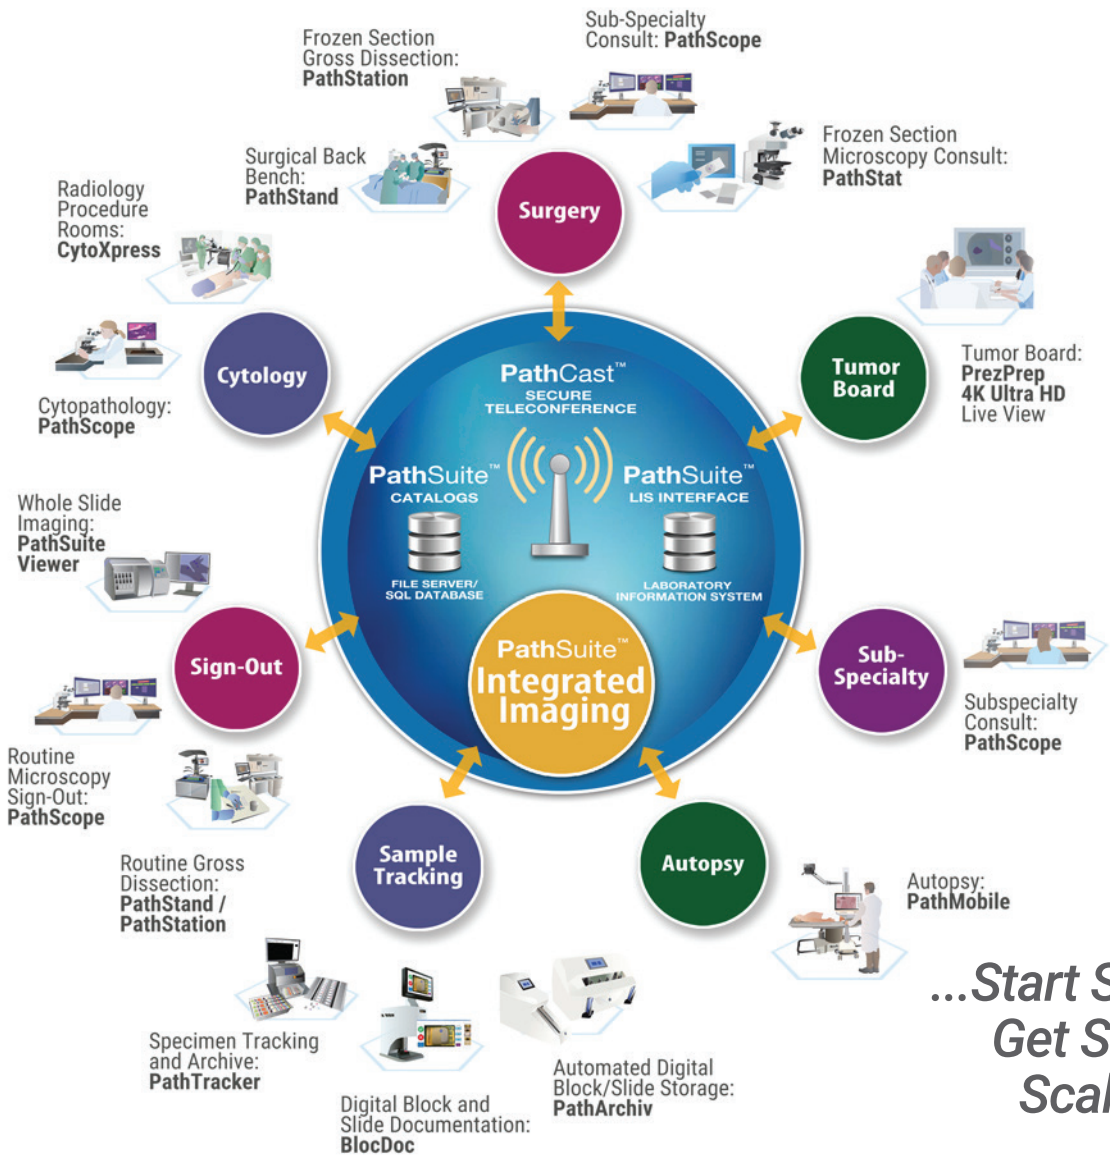 Sub-Specialty
Consult: PathScope
Frozen Section
Gross Dissection:
PathStation
Frozen Section
Microscopy Consult:
PathStat
Surgical Back
Bench:
PathStand
Surgery
Radiology
Procedure
Rooms:
CytoXpress
Cytology
Cytopathology:
PathScope
Tumor
Board
Tumor Board:
PrezPrep
4K Ultra HD
Live View
PathCast™
SECURE
TELECONFERENCE
PathSuite™
CATALOGS
FILE SERVER/
SQL DATABASE
PathSuite™
LIS INTERFACE
LABORATORY
INFORMATION SYSTEM
PathSuite™
Integrated
Imaging
Whole Slide
Imaging:
PathSuite
Viewer
Sign-Out
Routine
Microscopy
Sign-Out:
PathScope
Routine Gross
Dissection:
PathStand /
PathStation
Sub-
Specialty
Subspecialty
Consult:
PathScope
Sample
Tracking
Autopsy
Autopsy:
PathMobile
Specimen Tracking
and Archive:
PathTracker
Digital Block and
Slide Documentation:
BlocDoc
Automated Digital
Block/Slide Storage:
PathArchiv
...Start S
Get S
Scal